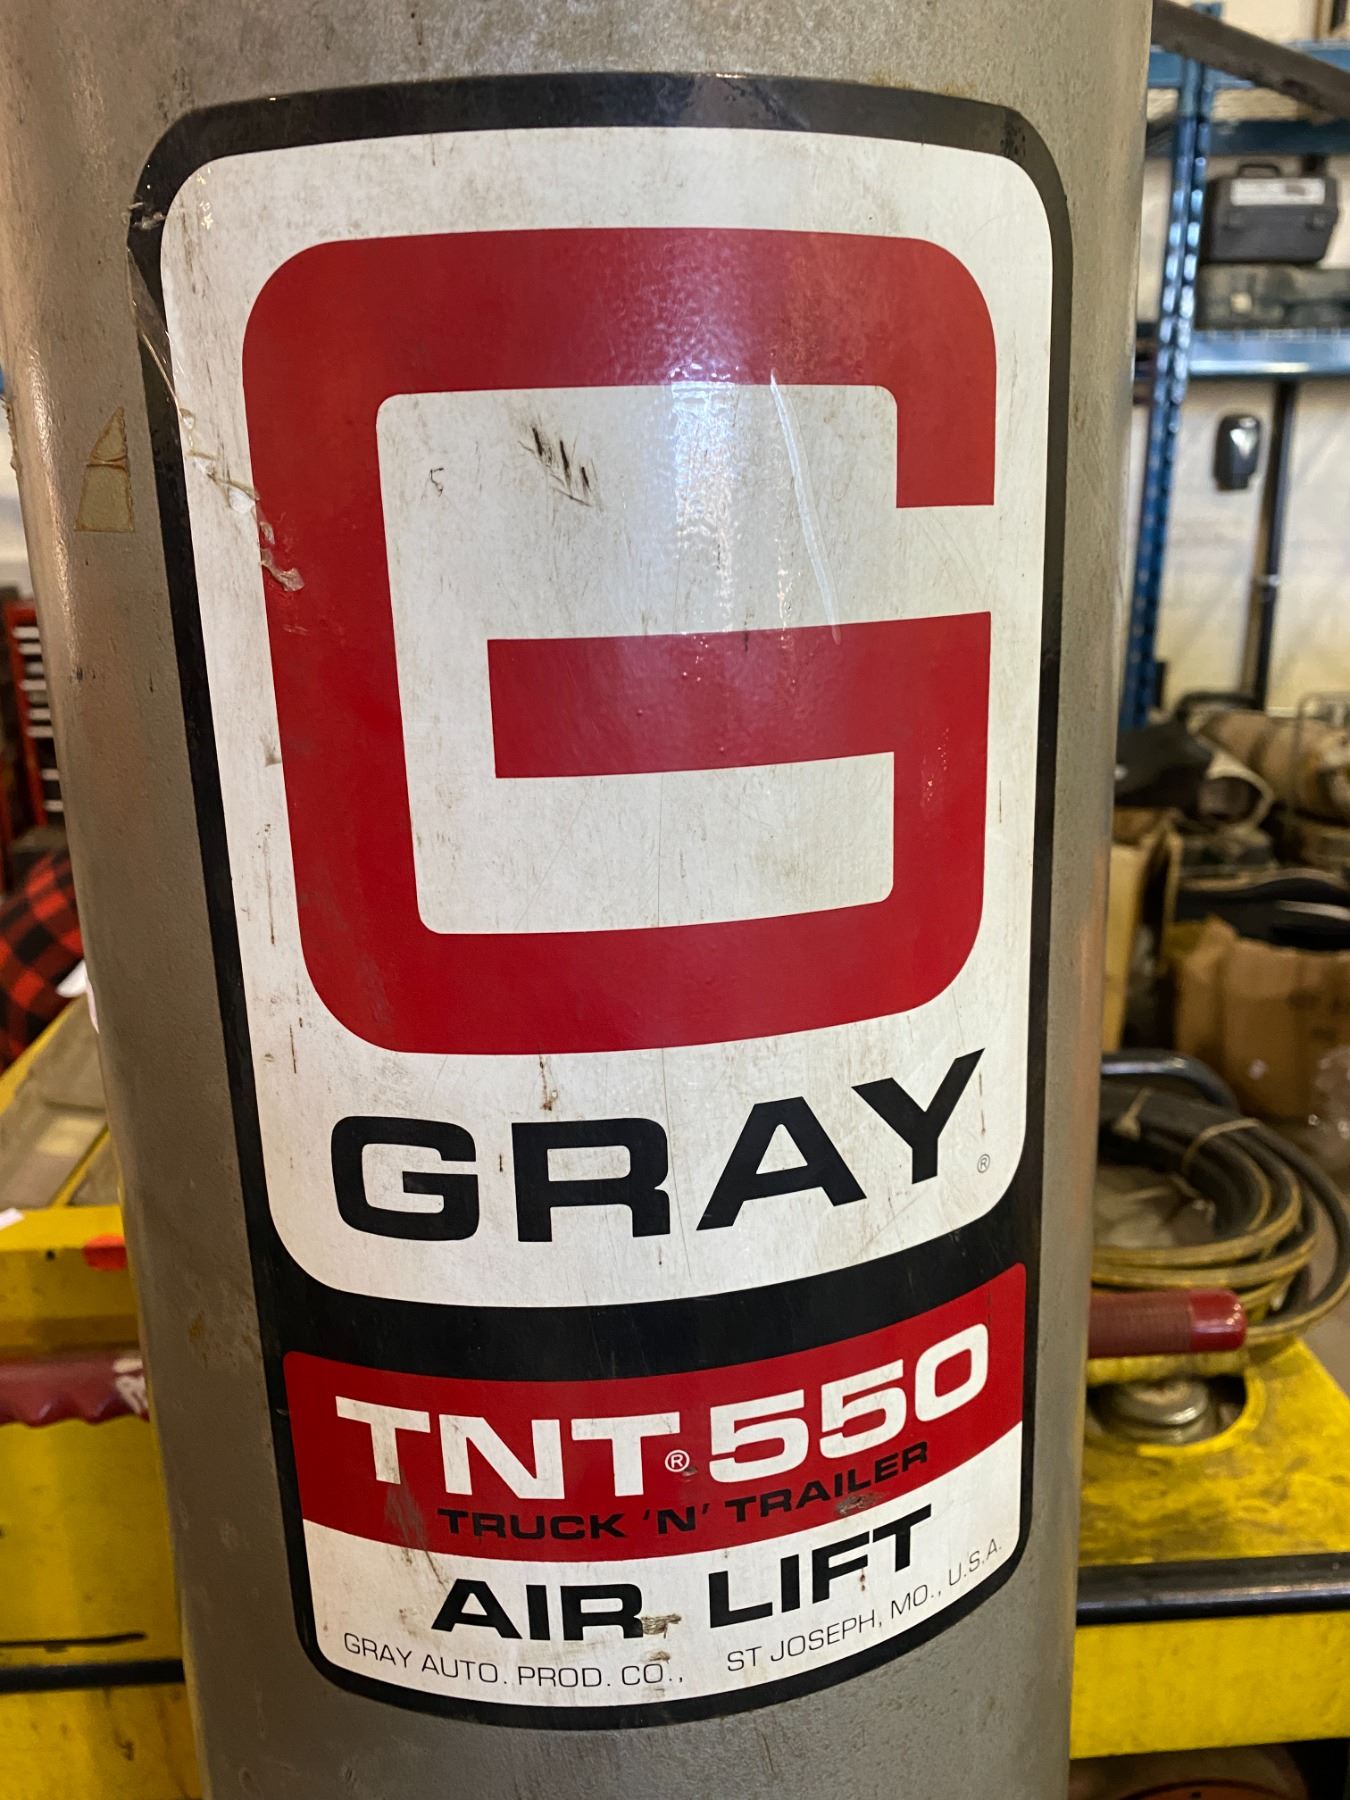 G
GRAY®
TNT® 550
TRUCK 'N' TRAILER
AIR LIFT
GRAY AUTO. PROD. CO., ST JOSEPH, MO., U.S.A.